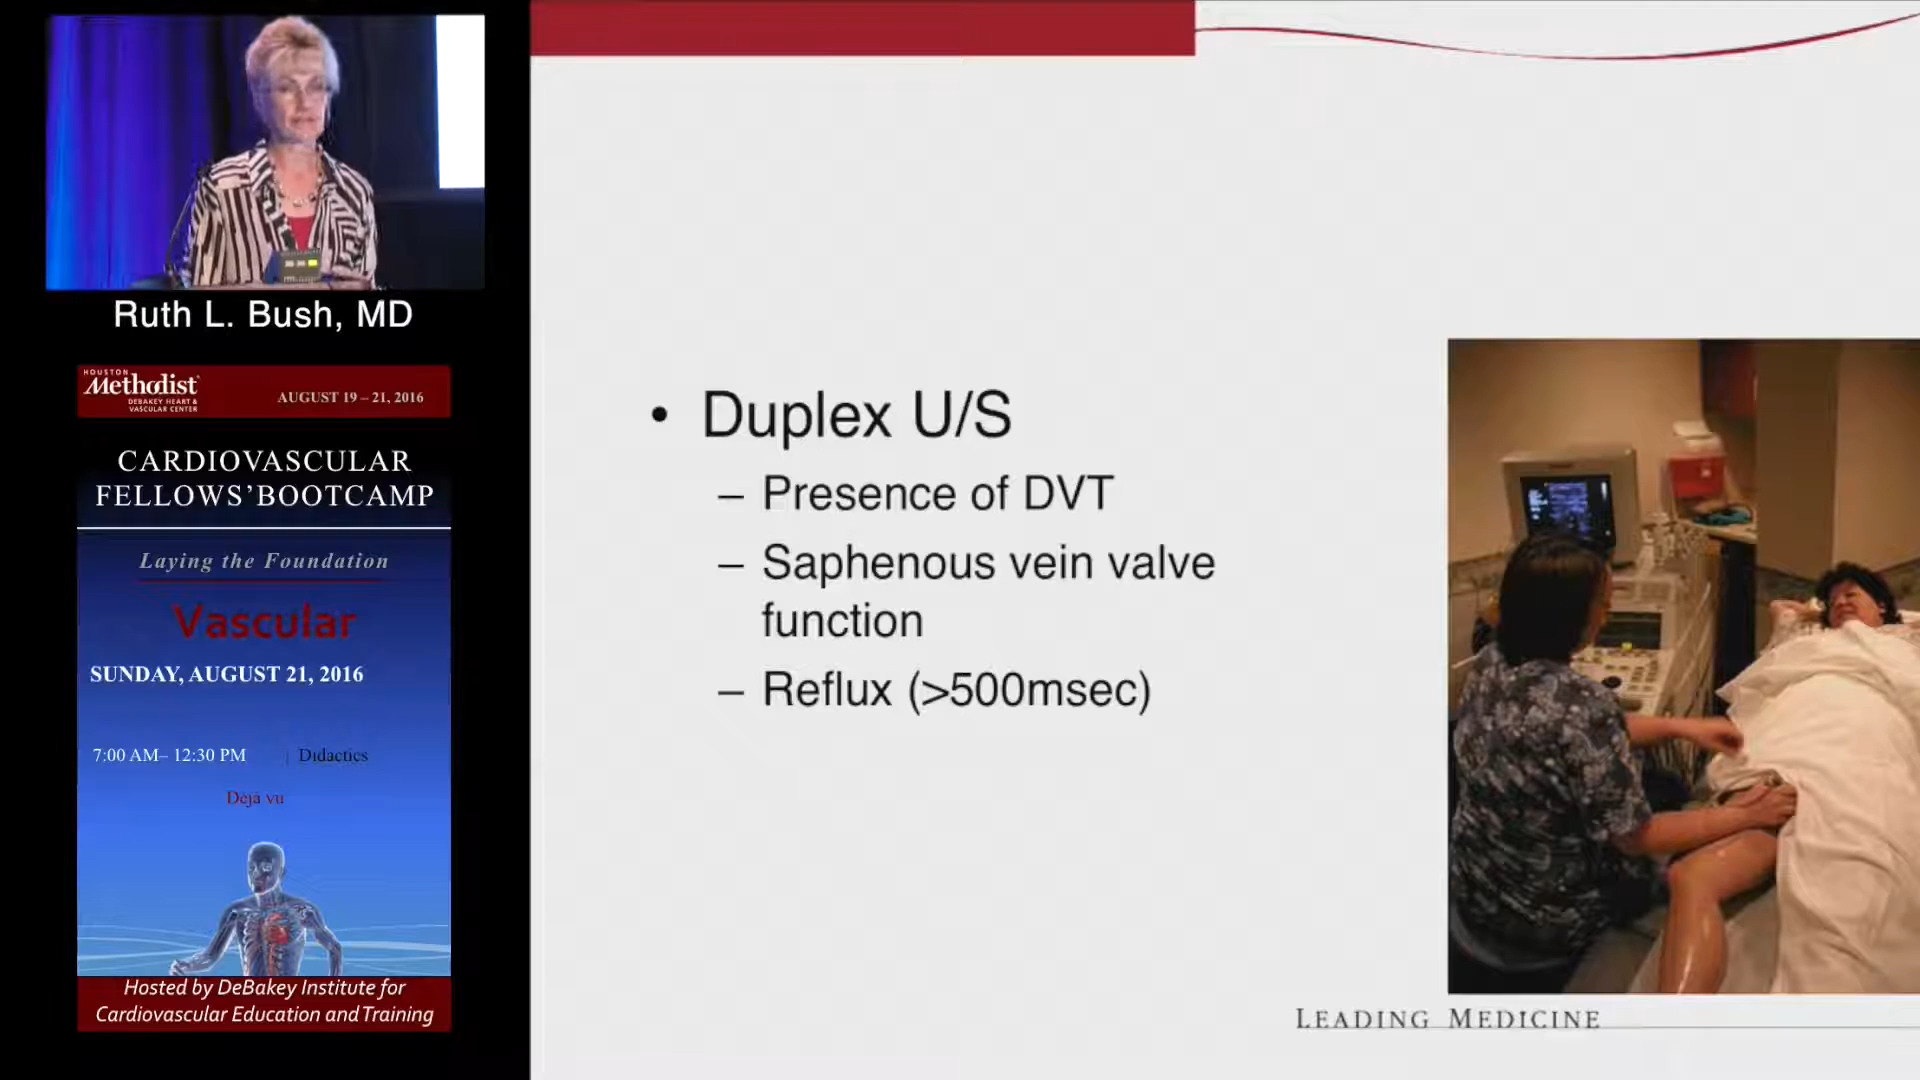 Ruth L. Bush, MD
HOUSTON
Methodist
DEBAKEY HEART &
VASCULAR CENTER
AUGUST 19 – 21, 2016
CARDIOVASCULAR
FELLOWS’BOOTCAMP
Laying the Foundation
Vascular
SUNDAY, AUGUST 21, 2016
7:00 AM– 12:30 PM | Didactics
Déjà vu
Hosted by DeBakey Institute for
Cardiovascular Education and Training
• Duplex U/S
– Presence of DVT
– Saphenous vein valve
function
– Reflux (>500msec)
LEADING MEDICINE